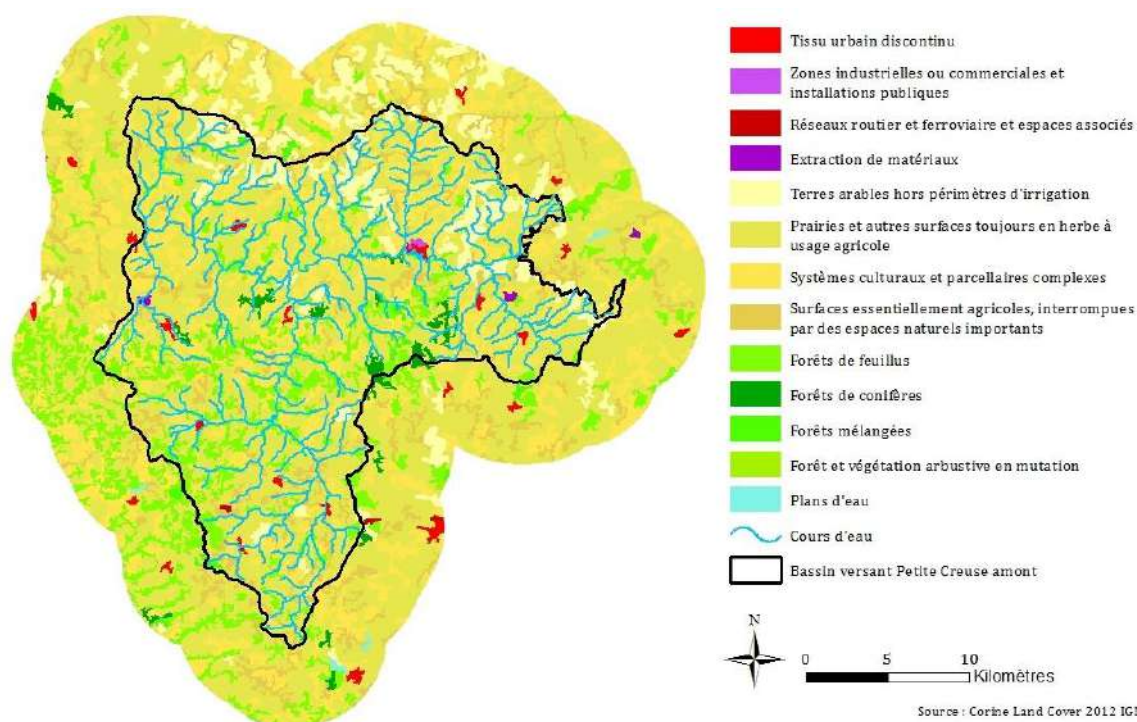 Tissu urbain discontinu
Zones industrielles ou commerciales et
installations publiques
Réseaux routier et ferroviaire et espaces associés
Extraction de matériaux
Terres arables hors périmètres d'irrigation
Prairies et autres surfaces toujours en herbe à
usage agricole
Systèmes culturaux et parcellaires complexes
Surfaces essentiellement agricoles, interrompues
par des espaces naturels importants
Forêts de feuillus
Forêts de conifères
Forêts mélangées
Forêt et végétation arbustive en mutation
Plans d'eau
Cours d'eau
Bassin versant Petite Creuse amont
N
0 5 10
Kilomètres
Source : Corine Land Cover 2012 IGN